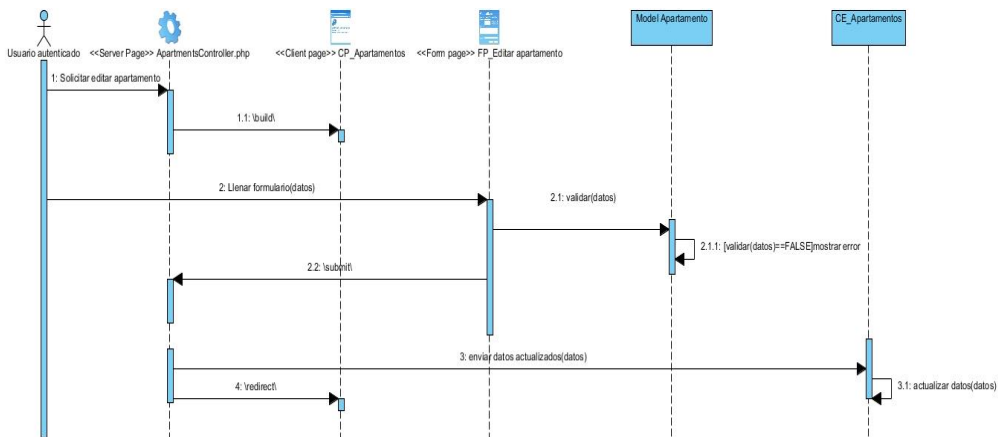 Model Apartamento
CE_Apartamentos
Usuario autenticado
<<Server Page>> ApartmentsController.php
<<Client page>> CP_Apartamentos
<<Form page>> FP_Editar apartamento
1: Solicitar editar apartamento
1.1: \build\
2: Llenar formulario(datos)
2.1: validar(datos)
2.1.1: [validar(datos)==FALSE]mostrar error
2.2: \submit\
3: enviar datos actualizados(datos)
4: \redirect\
3.1: actualizar datos(datos)